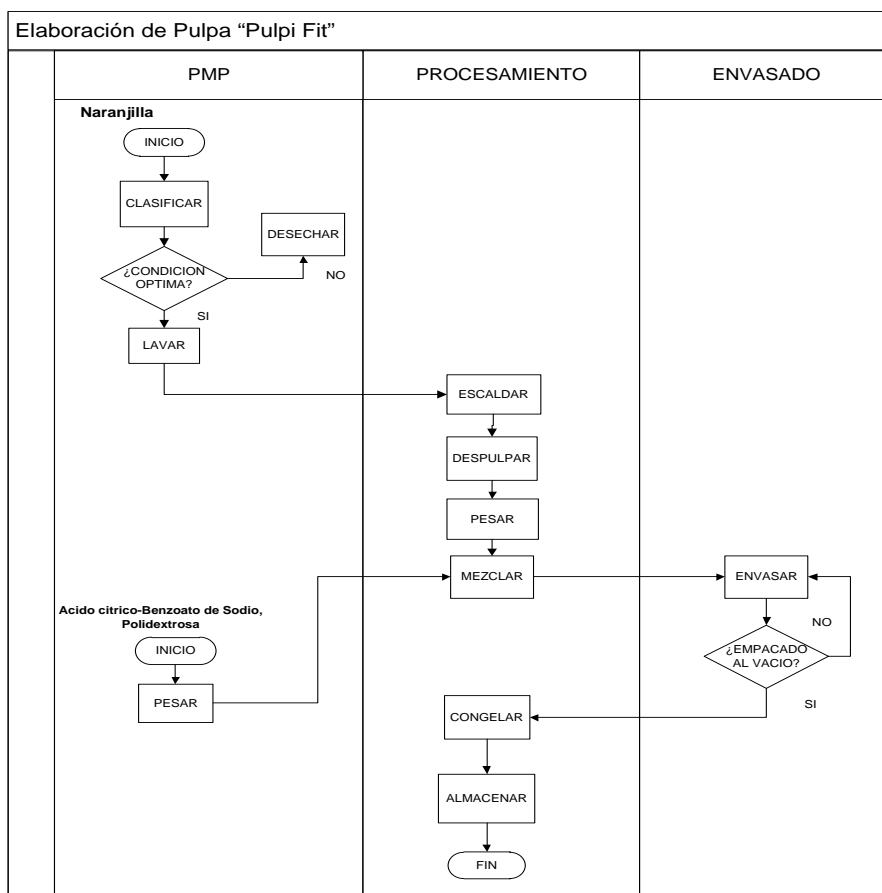 Elaboración de Pulpa “Pulpi Fit”
PMP
PROCESAMIENTO
ENVASADO
Naranjilla
INICIO
CLASIFICAR
DESECHAR
¿CONDICION
OPTIMA?
NO
SI
LAVAR
ESCALDAR
DESPULPAR
PESAR
MEZCLAR
ENVASAR
Acido citrico-Benzoato de Sodio,
Polidextrosa
INICIO
PESAR
NO
¿EMPACADO
AL VACIO?
SI
CONGELAR
ALMACENAR
FIN